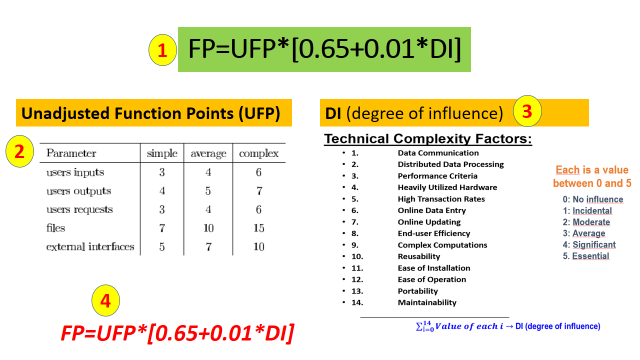 1 FP=UFP*[0.65+0.01*DI]
Unadjusted Function Points (UFP)
2
Parameter simple average complex
users inputs 3 4 6
users outputs 4 5 7
users requests 3 4 6
files 7 10 15
external interfaces 5 7 10
4
FP=UFP*[0.65+0.01*DI]
DI (degree of influence) 3
Technical Complexity Factors:
• 1. Data Communication
• 2. Distributed Data Processing
• 3. Performance Criteria
• 4. Heavily Utilized Hardware
• 5. High Transaction Rates
• 6. Online Data Entry
• 7. Online Updating
• 8. End-user Efficiency
• 9. Complex Computations
• 10. Reusability
• 11. Ease of Installation
• 12. Ease of Operation
• 13. Portability
• 14. Maintainability
Each is a value
between 0 and 5
0: No influence
1: Incidental
2: Moderate
3: Average
4: Significant
5. Essential
∑_{i=0}^{14} Value of each i → DI (degree of influence)